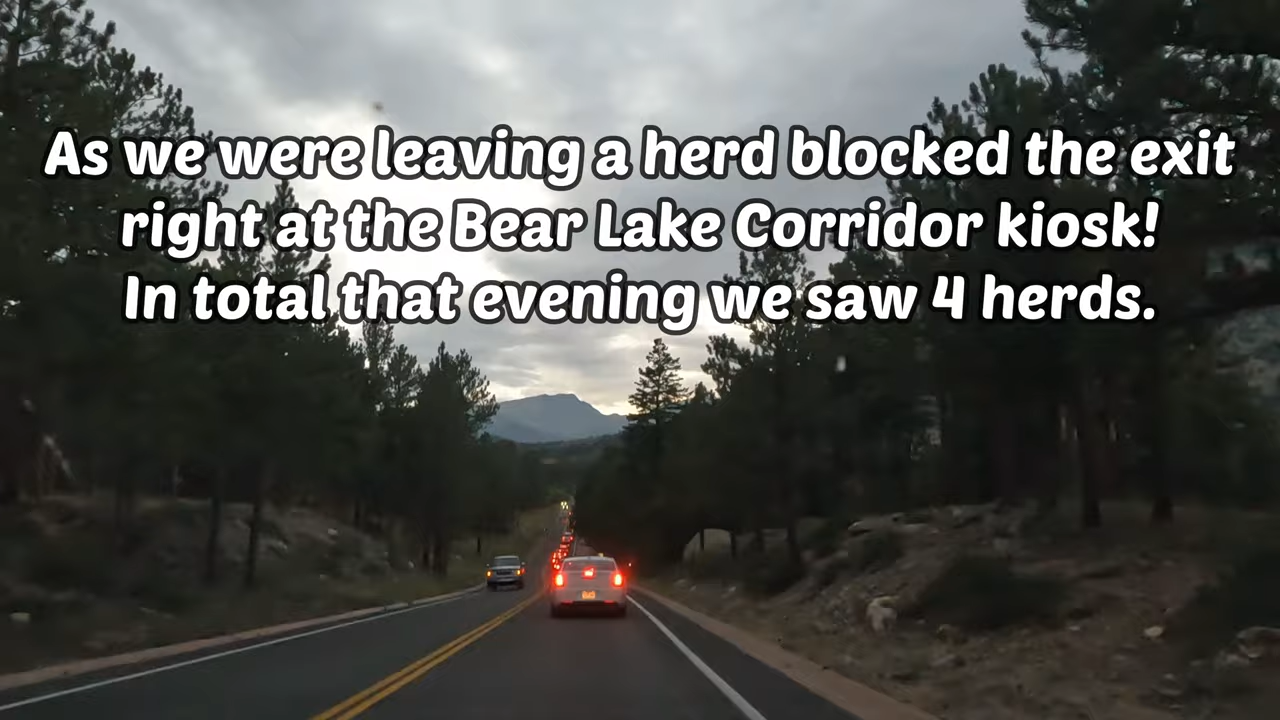 As we were leaving a herd blocked the exit
right at the Bear Lake Corridor kiosk!
In total that evening we saw 4 herds.